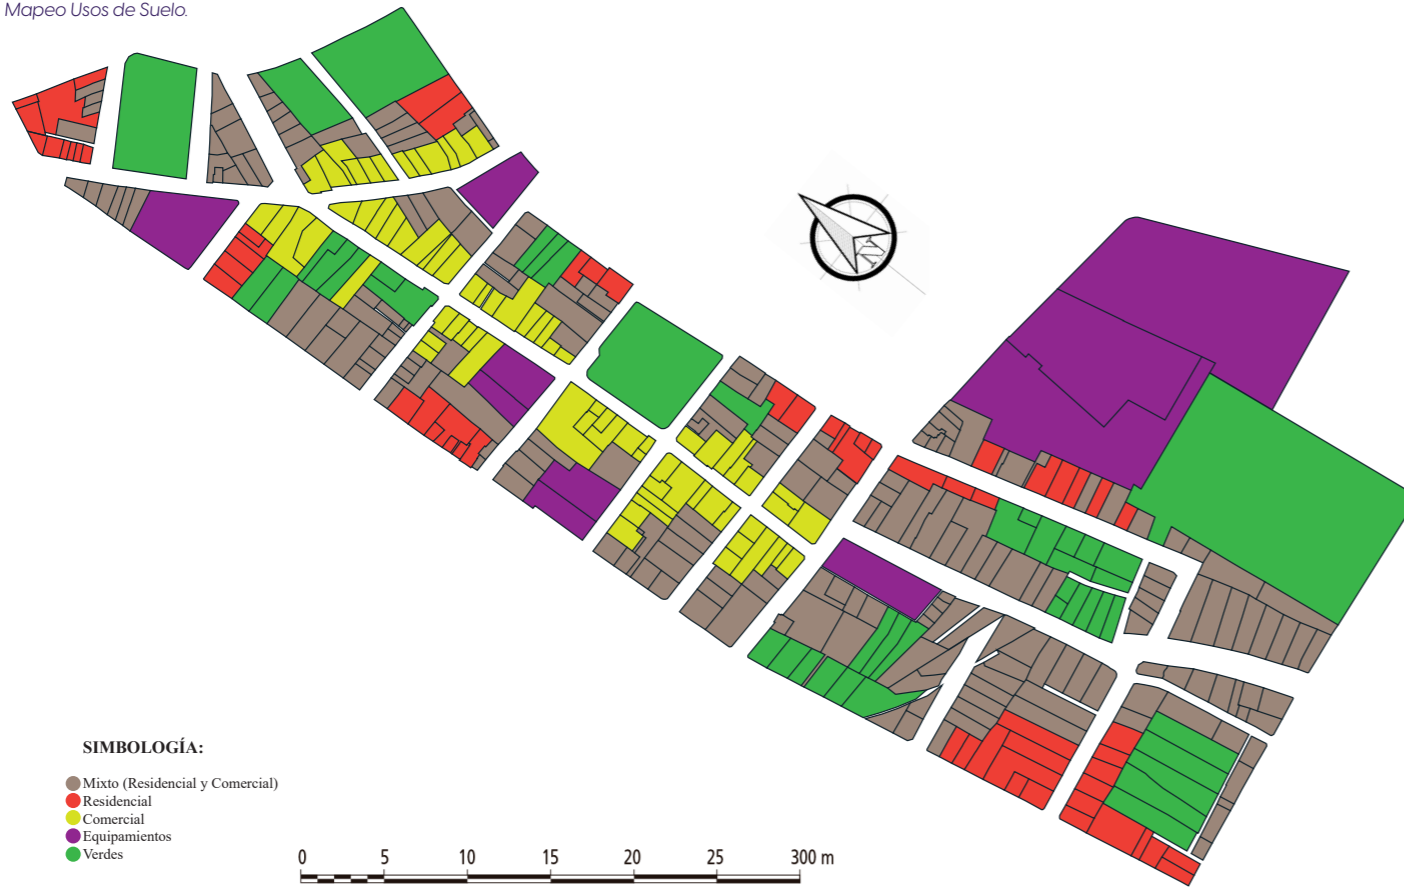 Mapeo Usos de Suelo.
N
SIMBOLOGÍA:
Mixto (Residencial y Comercial)
Residencial
Comercial
Equipamientos
Verdes
0 5 10 15 20 25 300 m